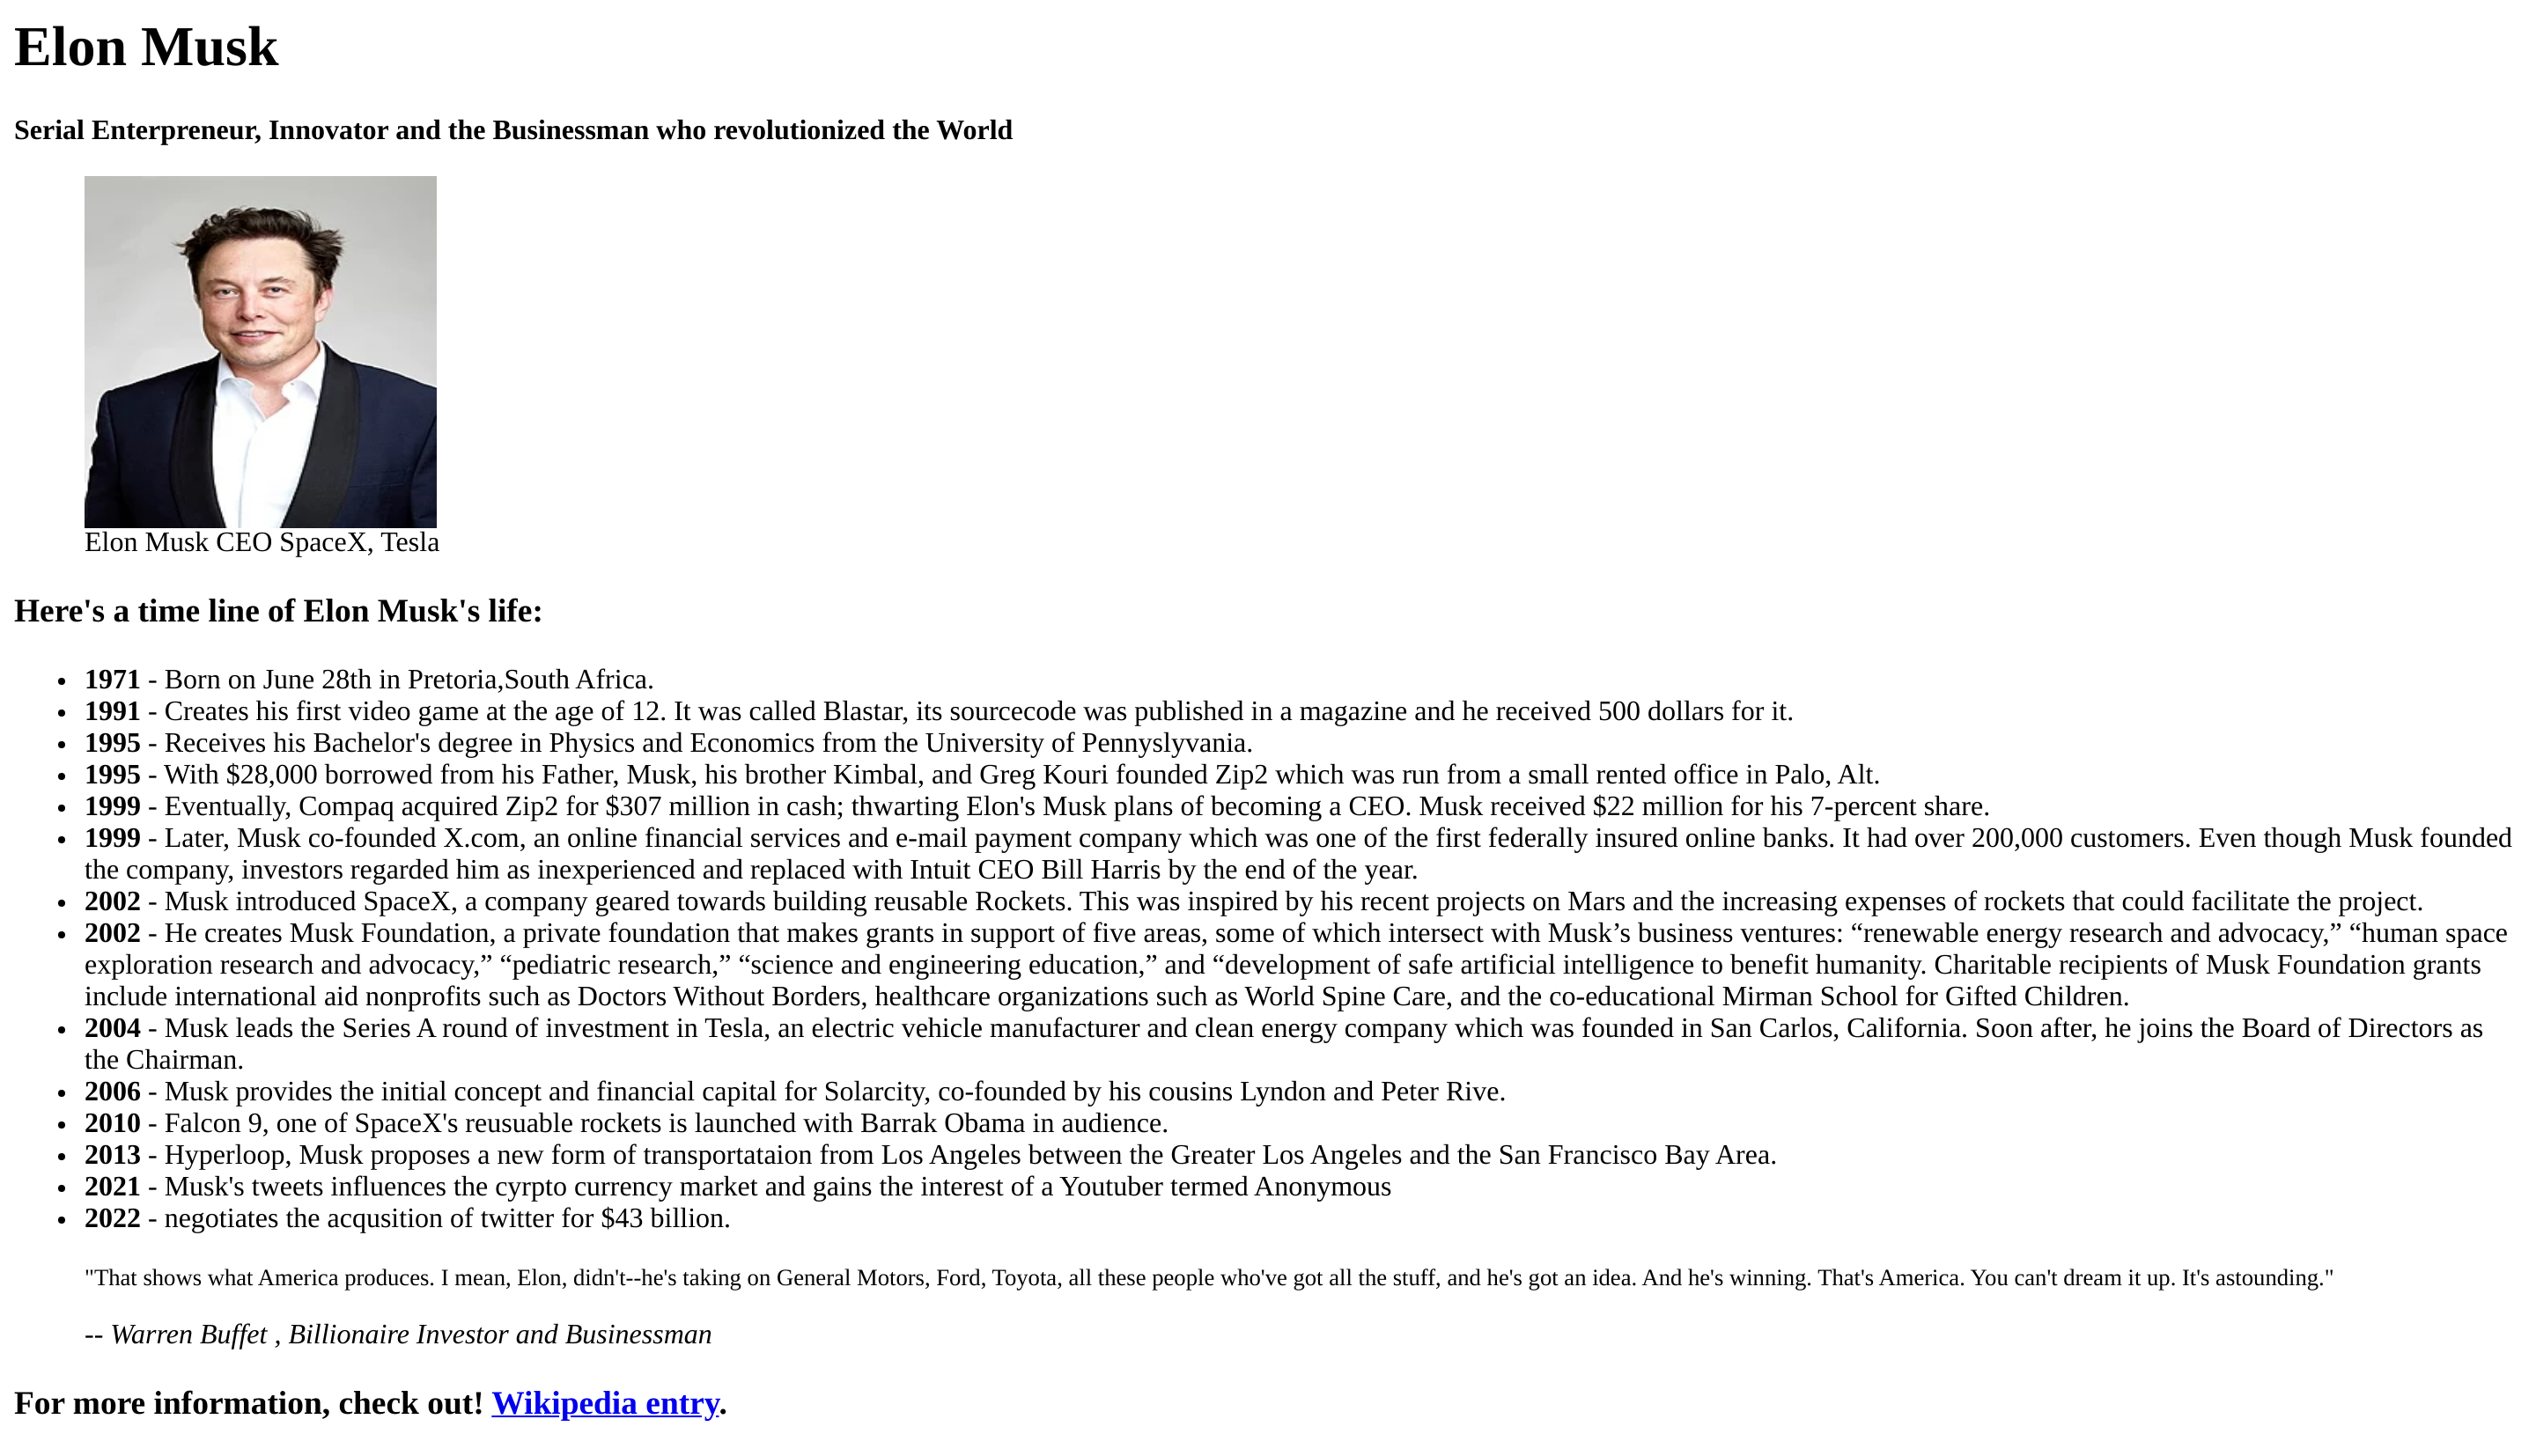 Elon Musk
Serial Enterpreneur, Innovator and the Businessman who revolutionized the World
Elon Musk CEO SpaceX, Tesla
Here's a time line of Elon Musk's life:
• 1971 - Born on June 28th in Pretoria,South Africa.
• 1991 - Creates his first video game at the age of 12. It was called Blastar, its sourcecode was published in a magazine and he received 500 dollars for it.
• 1995 - Receives his Bachelor's degree in Physics and Economics from the University of Pennyslyvania.
• 1995 - With $28,000 borrowed from his Father, Musk, his brother Kimbal, and Greg Kouri founded Zip2 which was run from a small rented office in Palo, Alt.
• 1999 - Eventually, Compaq acquired Zip2 for $307 million in cash; thwarting Elon's Musk plans of becoming a CEO. Musk received $22 million for his 7-percent share.
• 1999 - Later, Musk co-founded X.com, an online financial services and e-mail payment company which was one of the first federally insured online banks. It had over 200,000 customers. Even though Musk founded
the company, investors regarded him as inexperienced and replaced with Intuit CEO Bill Harris by the end of the year.
• 2002 - Musk introduced SpaceX, a company geared towards building reusable Rockets. This was inspired by his recent projects on Mars and the increasing expenses of rockets that could facilitate the project.
• 2002 - He creates Musk Foundation, a private foundation that makes grants in support of five areas, some of which intersect with Musk’s business ventures: “renewable energy research and advocacy,” “human space
exploration research and advocacy,” “pediatric research,” “science and engineering education,” and “development of safe artificial intelligence to benefit humanity. Charitable recipients of Musk Foundation grants
include international aid nonprofits such as Doctors Without Borders, healthcare organizations such as World Spine Care, and the co-educational Mirman School for Gifted Children.
• 2004 - Musk leads the Series A round of investment in Tesla, an electric vehicle manufacturer and clean energy company which was founded in San Carlos, California. Soon after, he joins the Board of Directors as
the Chairman.
• 2006 - Musk provides the initial concept and financial capital for Solarcity, co-founded by his cousins Lyndon and Peter Rive.
• 2010 - Falcon 9, one of SpaceX's reusuable rockets is launched with Barrak Obama in audience.
• 2013 - Hyperloop, Musk proposes a new form of transportataion from Los Angeles between the Greater Los Angeles and the San Francisco Bay Area.
• 2021 - Musk's tweets influences the cyrpto currency market and gains the interest of a Youtuber termed Anonymous
• 2022 - negotiates the acqusition of twitter for $43 billion.
"That shows what America produces. I mean, Elon, didn't--he's taking on General Motors, Ford, Toyota, all these people who've got all the stuff, and he's got an idea. And he's winning. That's America. You can't dream it up. It's astounding."
-- Warren Buffet , Billionaire Investor and Businessman
For more information, check out! Wikipedia entry.